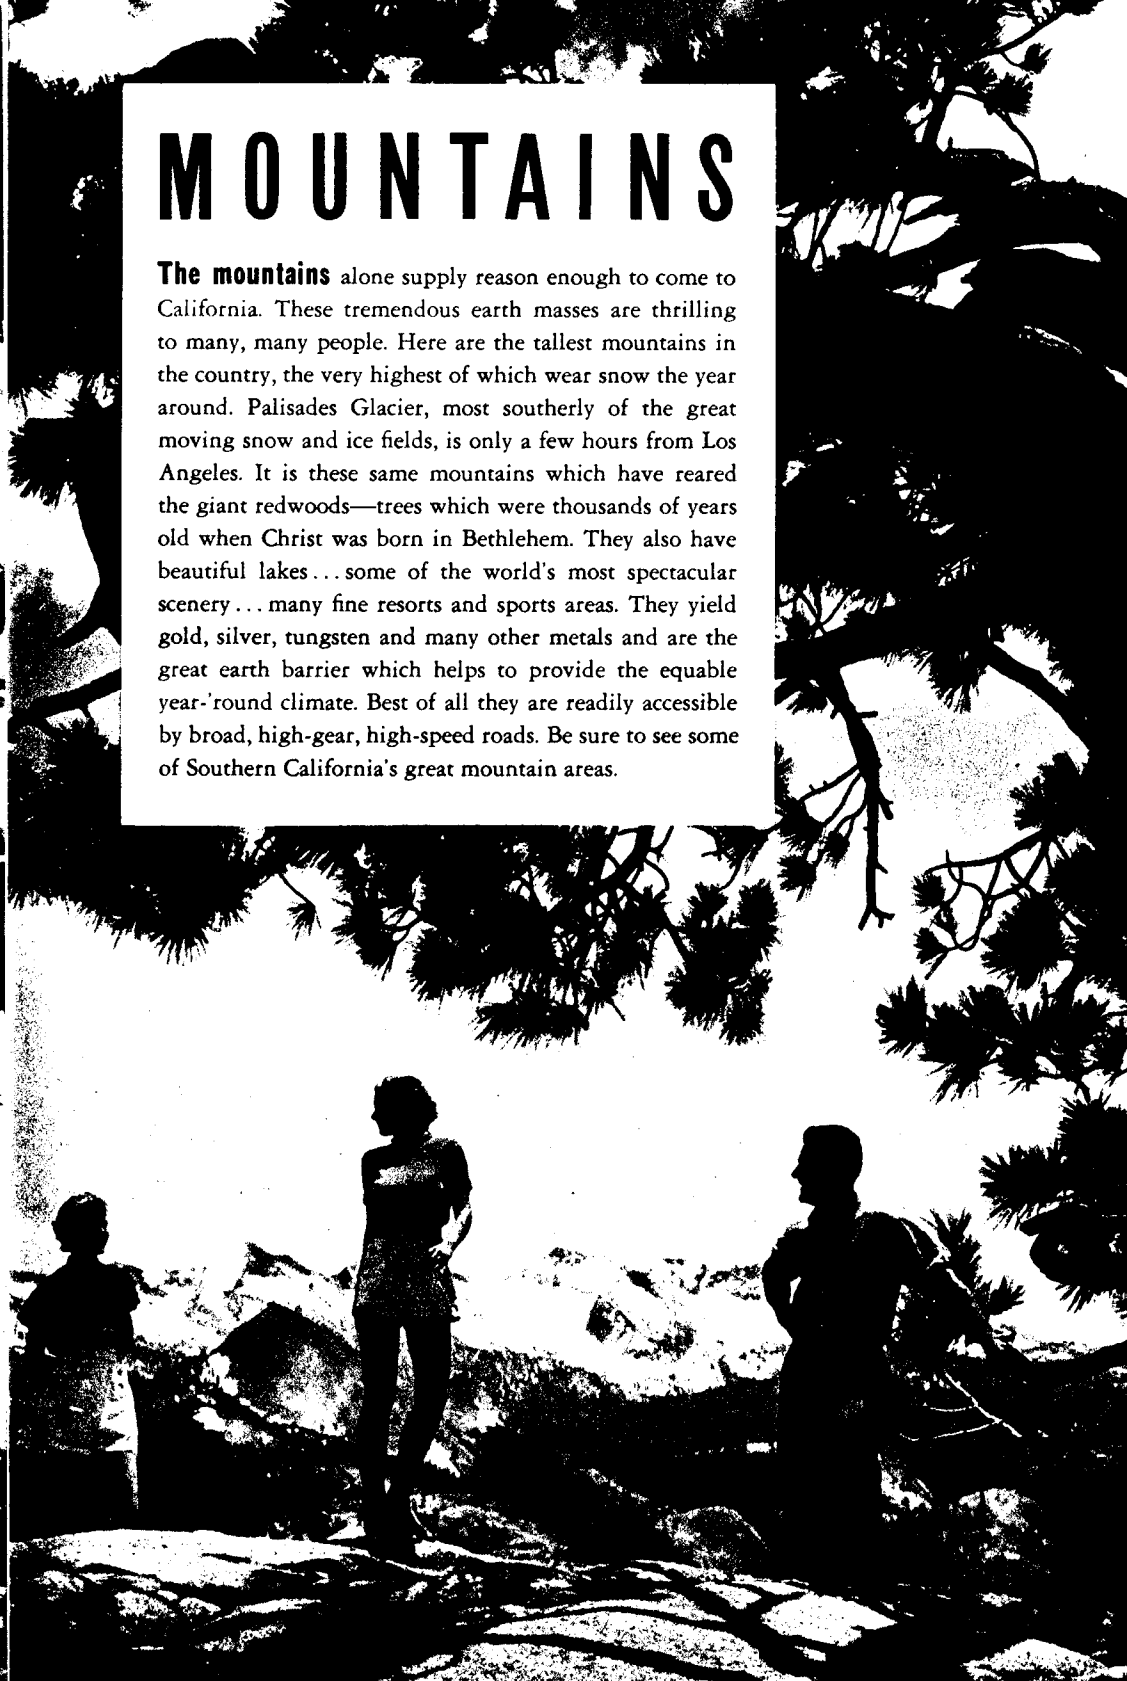 MOUNTAINS
The mountains alone supply reason enough to come to
California. These tremendous earth masses are thrilling
to many, many people. Here are the tallest mountains in
the country, the very highest of which wear snow the year
around. Palisades Glacier, most southerly of the great
moving snow and ice fields, is only a few hours from Los
Angeles. It is these same mountains which have reared
the giant redwoods—trees which were thousands of years
old when Christ was born in Bethlehem. They also have
beautiful lakes...some of the world's most spectacular
scenery...many fine resorts and sports areas. They yield
gold, silver, tungsten and many other metals and are the
great earth barrier which helps to provide the equable
year-'round climate. Best of all they are readily accessible
by broad, high-gear, high-speed roads. Be sure to see some
of Southern California's great mountain areas.